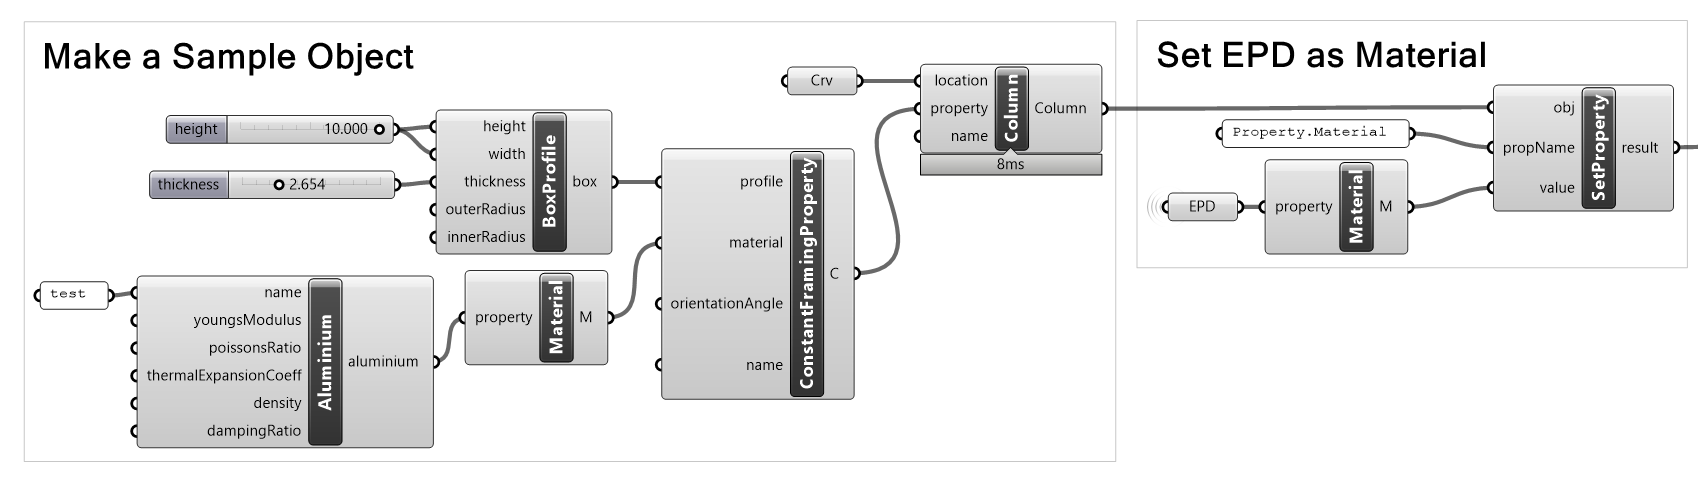 Make a Sample Object
height 10.000
thickness 2.654
height
width
thickness
outerRadius
innerRadius
BoxProfile
box
test
name
youngsModulus
poissonsRatio
thermalExpansionCoeff
density
dampingRatio
Aluminium
aluminium
property
Material
M
profile
material
orientationAngle
name
ConstantFramingProperty
C
Crv
location
property
name
Column
Column
8ms
Set EPD as Material
Property.Material
EPD
property
Material
M
obj
propName
value
SetProperty
result